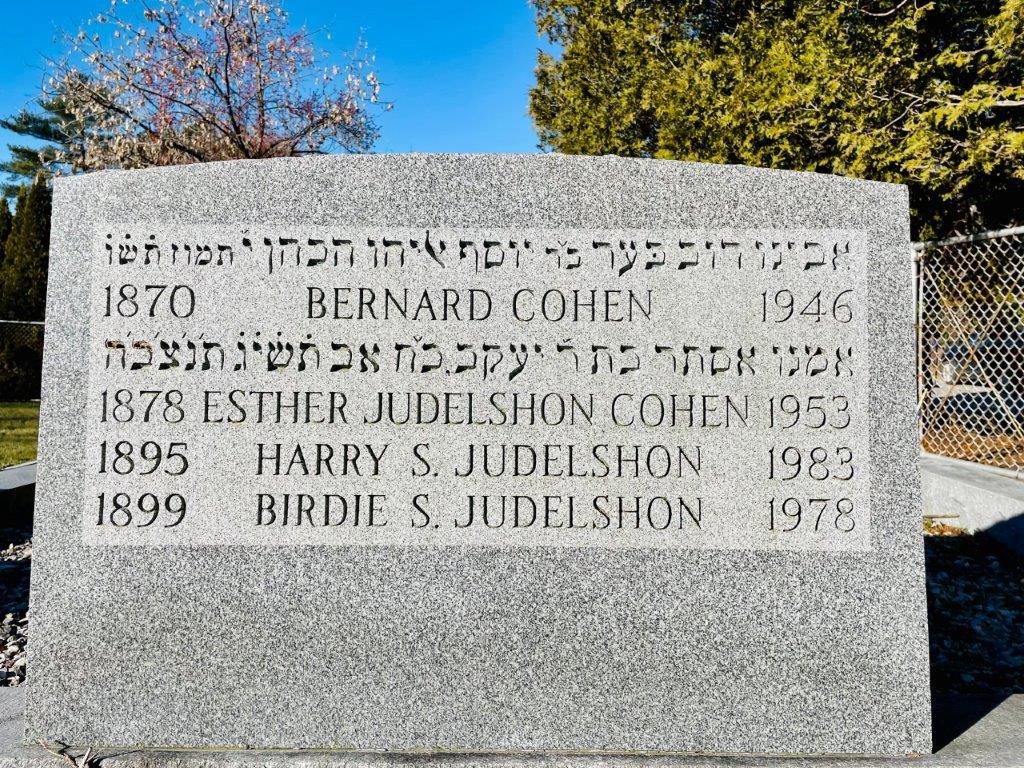 אבינו דוב בער ב״ר יוסף אליהו הכהן י׳ תמוז תש״ו
1870 BERNARD COHEN 1946
אמנו אסתר בת ר׳ יעקב, כ״ח אב תשי״ג תנצב״ה
1878 ESTHER JUDELSHON COHEN 1953
1895 HARRY S. JUDELSHON 1983
1899 BIRDIE S. JUDELSHON 1978